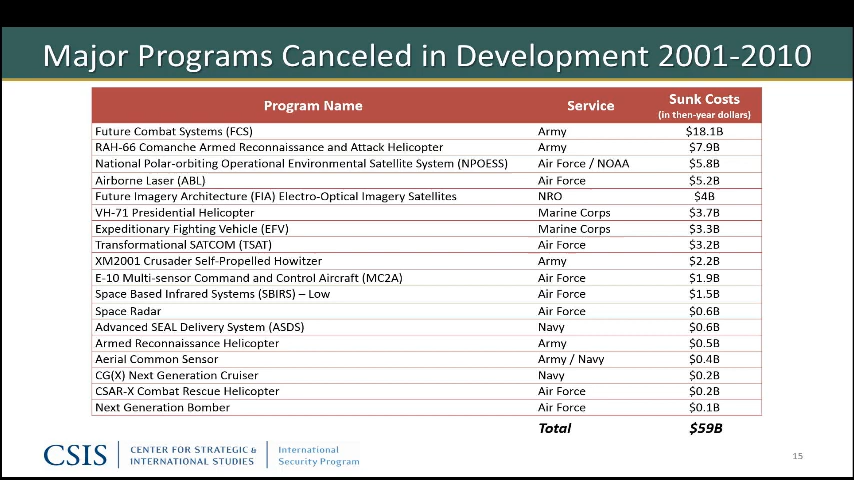 Major Programs Canceled in Development 2001-2010
Program Name Service Sunk Costs
(in then-year dollars)
Future Combat Systems (FCS) Army $18.1B
RAH-66 Comanche Armed Reconnaissance and Attack Helicopter Army $7.9B
National Polar-orbiting Operational Environmental Satellite System (NPOESS) Air Force / NOAA $5.8B
Airborne Laser (ABL) Air Force $5.2B
Future Imagery Architecture (FIA) Electro-Optical Imagery Satellites NRO $4B
VH-71 Presidential Helicopter Marine Corps $3.7B
Expeditionary Fighting Vehicle (EFV) Marine Corps $3.3B
Transformational SATCOM (TSAT) Air Force $3.2B
XM2001 Crusader Self-Propelled Howitzer Army $2.2B
E-10 Multi-sensor Command and Control Aircraft (MC2A) Air Force $1.9B
Space Based Infrared Systems (SBIRS) – Low Air Force $1.5B
Space Radar Air Force $0.6B
Advanced SEAL Delivery System (ASDS) Navy $0.6B
Armed Reconnaissance Helicopter Army $0.5B
Aerial Common Sensor Army / Navy $0.4B
CG(X) Next Generation Cruiser Navy $0.2B
CSAR-X Combat Rescue Helicopter Air Force $0.2B
Next Generation Bomber Air Force $0.1B
Total $59B
CSIS CENTER FOR STRATEGIC & International
INTERNATIONAL STUDIES Security Program
15